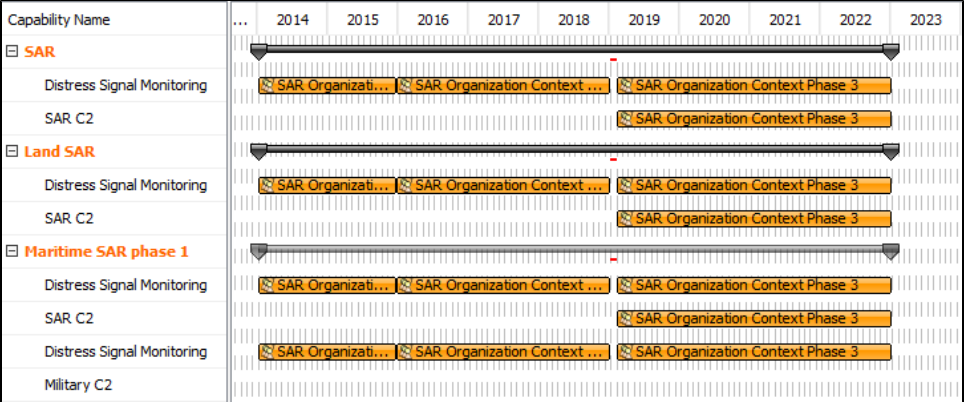 Capability Name ... 2014 2015 2016 2017 2018 2019 2020 2021 2022 2023
SAR
Distress Signal Monitoring SAR Organizati... SAR Organization Context ... SAR Organization Context Phase 3
SAR C2 SAR Organization Context Phase 3
Land SAR
Distress Signal Monitoring SAR Organizati... SAR Organization Context ... SAR Organization Context Phase 3
SAR C2 SAR Organization Context Phase 3
Maritime SAR phase 1
Distress Signal Monitoring SAR Organizati... SAR Organization Context ... SAR Organization Context Phase 3
SAR C2 SAR Organization Context Phase 3
Distress Signal Monitoring SAR Organizati... SAR Organization Context ... SAR Organization Context Phase 3
Military C2